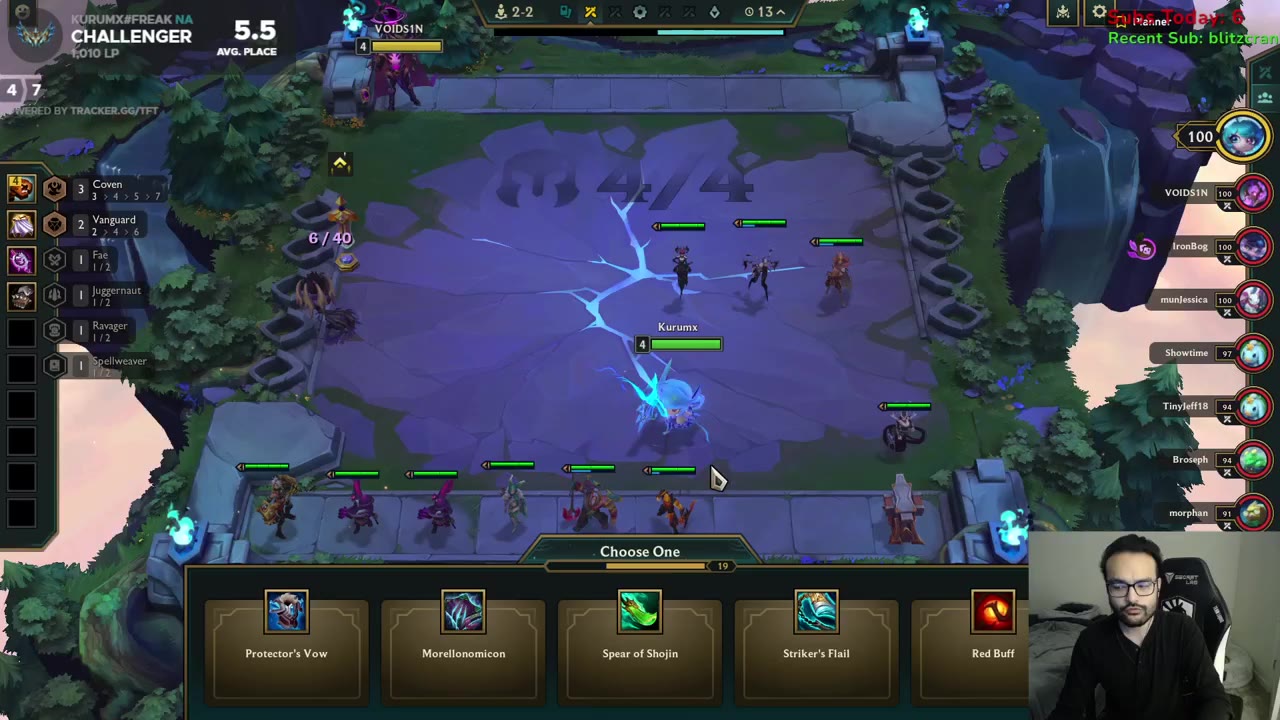 KURUMX#FREAK NA
CHALLENGER
1,010 LP
5.5
AVG. PLACE
4 7
POWERED BY TRACKER.GG/TFT
VOIDS1N
4
2-2
13
Subs Today: 6
Planner
Recent Sub: blitzcran
4/4
3 Coven
3 > 4 > 5 > 7
2 Vanguard
2 > 4 > 6
1 Fae
1 / 2
1 Juggernaut
1 / 2
1 Ravager
1 / 2
1 Spellweaver
1 / 2
6 / 40
Kurumx
4
100
VOIDS1N 100
IronBog 100
munJessica 100
Showtime 97
TinyJeff18 94
Broseph 94
morphan 91
Choose One
19
Protector's Vow
Morellonomicon
Spear of Shojin
Striker's Flail
Red Buff
SECRET LAB